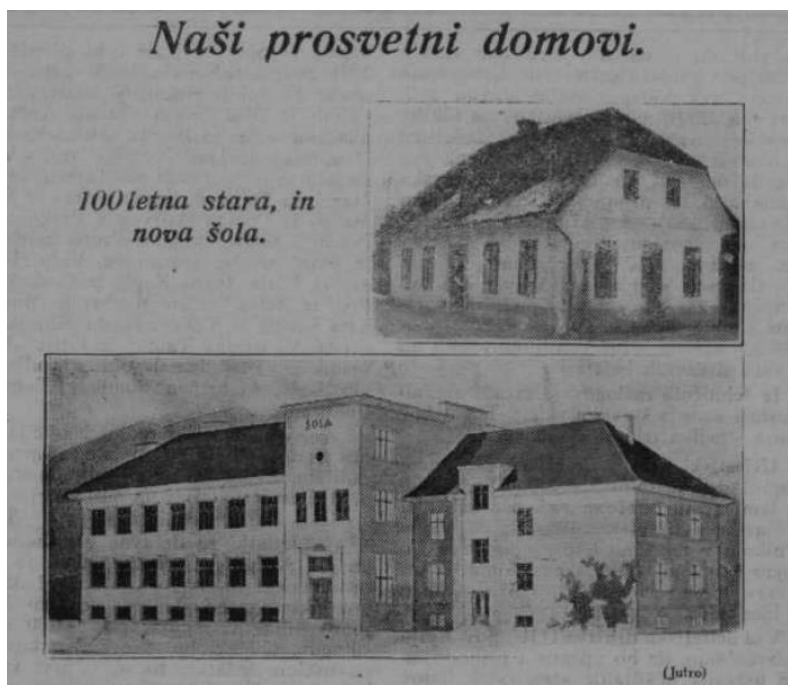 Naši prosvetni domovi.
100 letna stara, in
nova šola.
ŠOLA
(Jutro)